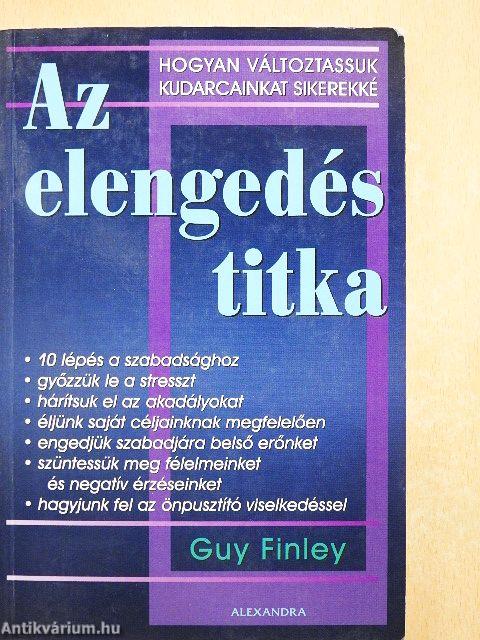 HOGYAN VÁLTOZTASSUK
KUDARCAINKAT SIKEREKKÉ
Az
elengedés
titka
• 10 lépés a szabadsághoz
• győzzük le a stresszt
• hárítsuk el az akadályokat
• éljünk saját céljainknak megfelelően
• engedjük szabadjára belső erőnket
• szüntessük meg félelmeinket
és negatív érzéseinket
• hagyjunk fel az önpusztító viselkedéssel
Guy Finley
ALEXANDRA
Antikvárium.hu